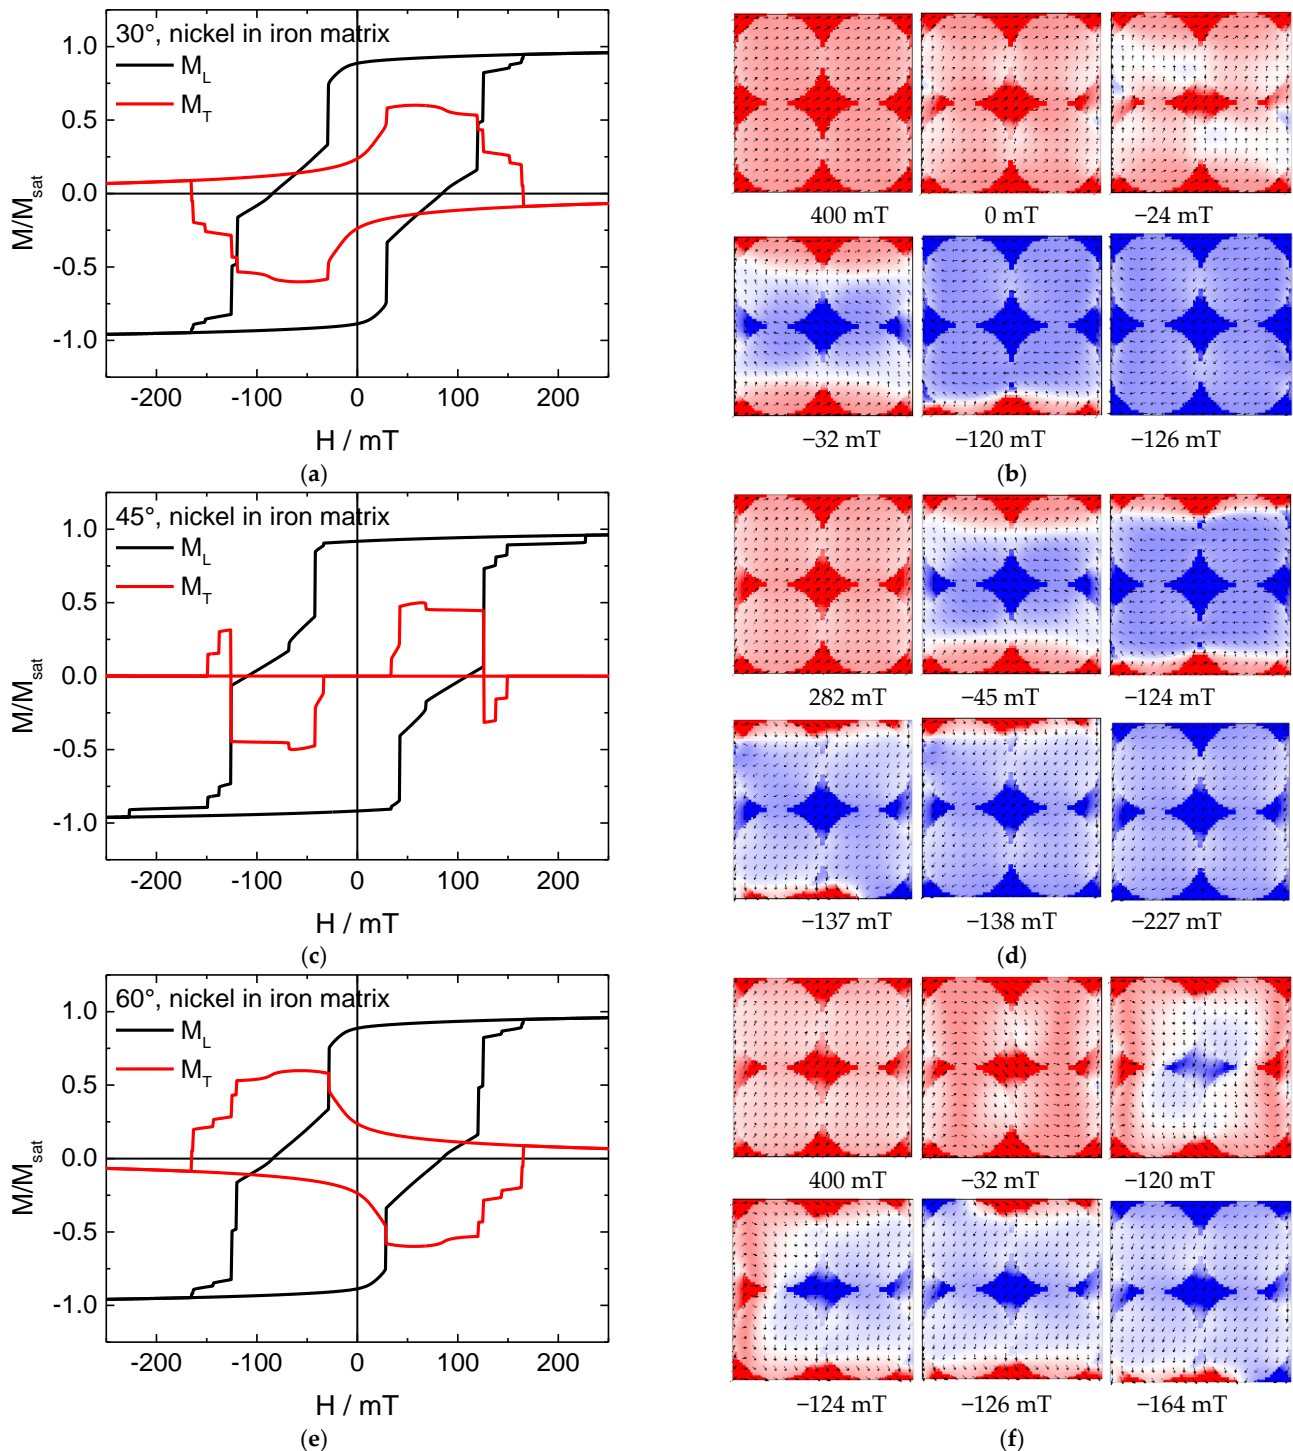 30°, nickel in iron matrix
M_L
M_T
M/M_sat
1.0
0.5
0.0
-0.5
-1.0
-200 -100 0 100 200
H / mT
(a)
400 mT 0 mT −24 mT
−32 mT −120 mT −126 mT
(b)
45°, nickel in iron matrix
M_L
M_T
M/M_sat
1.0
0.5
0.0
-0.5
-1.0
-200 -100 0 100 200
H / mT
(c)
282 mT −45 mT −124 mT
−137 mT −138 mT −227 mT
(d)
60°, nickel in iron matrix
M_L
M_T
M/M_sat
1.0
0.5
0.0
-0.5
-1.0
-200 -100 0 100 200
H / mT
(e)
400 mT −32 mT −120 mT
−124 mT −126 mT −164 mT
(f)